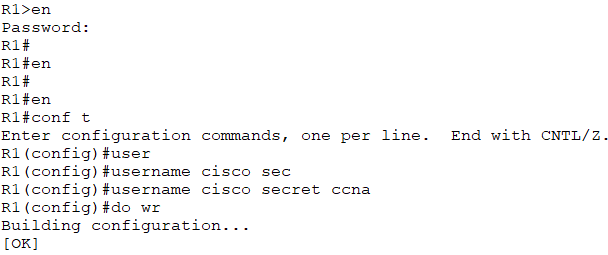 R1>en
Password:
R1#
R1#en
R1#
R1#en
R1#conf t
Enter configuration commands, one per line.  End with CNTL/Z.
R1(config)#user
R1(config)#username cisco sec
R1(config)#username cisco secret ccna
R1(config)#do wr
Building configuration...
[OK]